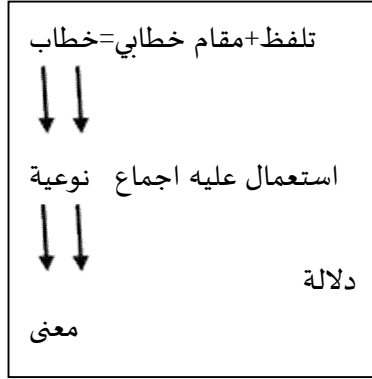 تلفظ+مقام خطابي=خطاب
استعمال عليه اجماع نوعية
دلالة
معنى